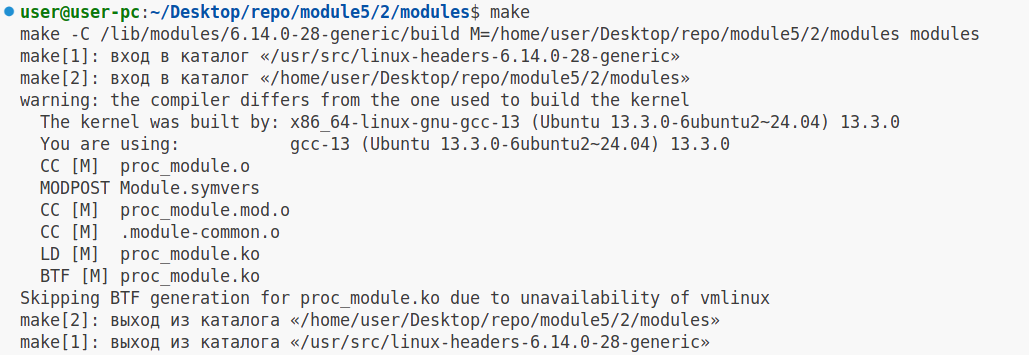 user@user-pc:~/Desktop/repo/module5/2/modules$ make
make -C /lib/modules/6.14.0-28-generic/build M=/home/user/Desktop/repo/module5/2/modules modules
make[1]: вход в каталог «/usr/src/linux-headers-6.14.0-28-generic»
make[2]: вход в каталог «/home/user/Desktop/repo/module5/2/modules»
warning: the compiler differs from the one used to build the kernel
  The kernel was built by: x86_64-linux-gnu-gcc-13 (Ubuntu 13.3.0-6ubuntu2~24.04) 13.3.0
  You are using:           gcc-13 (Ubuntu 13.3.0-6ubuntu2~24.04) 13.3.0
  CC [M]  proc_module.o
  MODPOST Module.symvers
  CC [M]  proc_module.mod.o
  CC [M]  .module-common.o
  LD [M]  proc_module.ko
  BTF [M] proc_module.ko
Skipping BTF generation for proc_module.ko due to unavailability of vmlinux
make[2]: выход из каталога «/home/user/Desktop/repo/module5/2/modules»
make[1]: выход из каталога «/usr/src/linux-headers-6.14.0-28-generic»